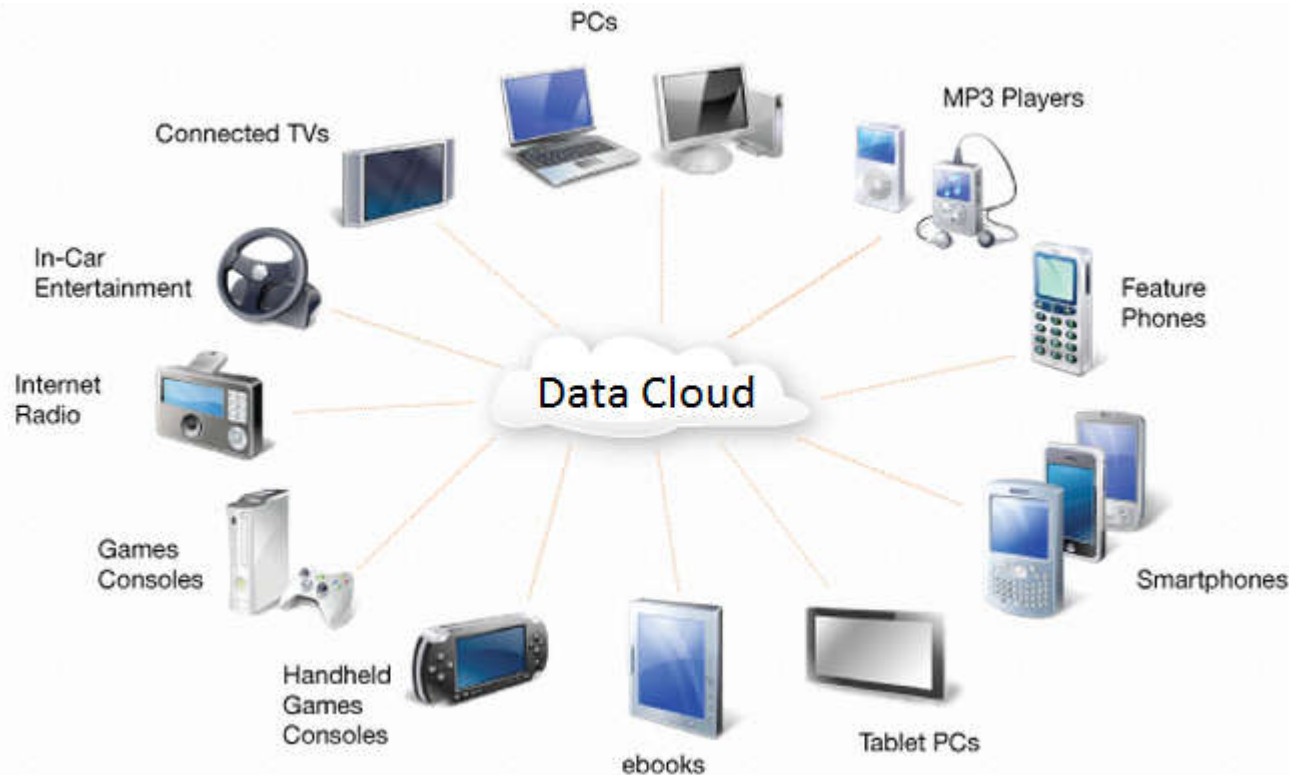 PCs
MP3 Players
Connected TVs
In-Car
Entertainment
Feature
Phones
Internet
Radio
Data Cloud
Games
Consoles
Smartphones
Handheld
Games
Consoles
Tablet PCs
ebooks